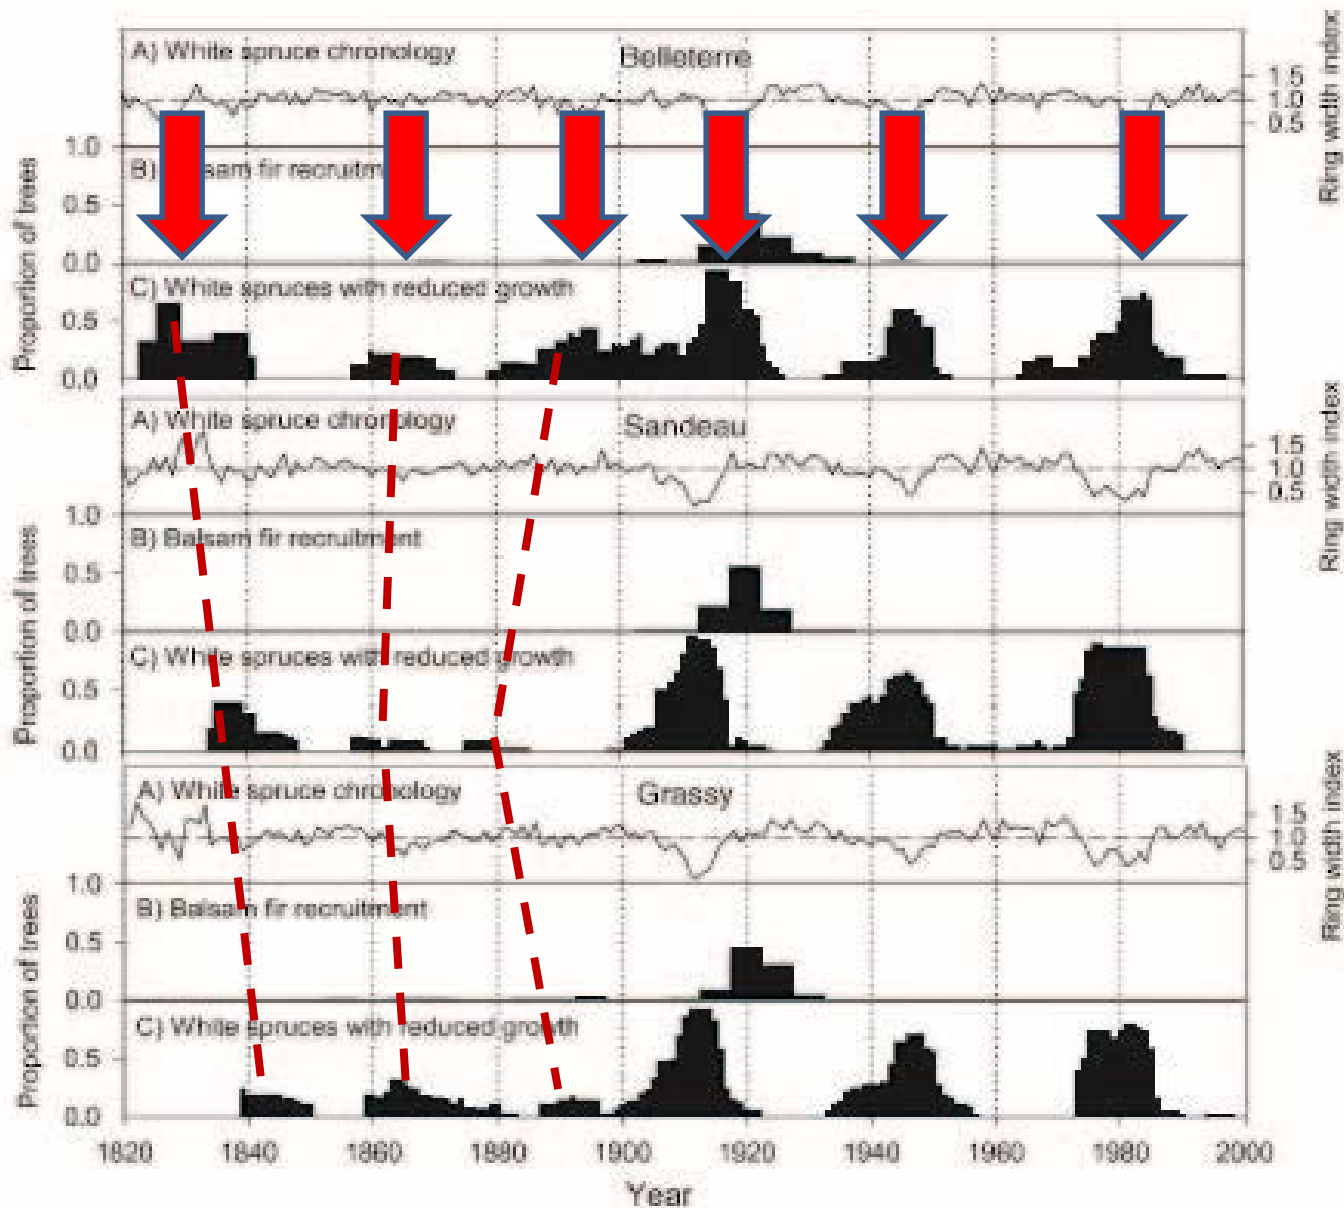 A) White spruce chronology Belleterre
1.5
1.0
0.5
Ring width index
1.0
0.5
0.0
B) sam fir recruitm
Proportion of trees
C) White spruces with reduced growth
0.5
0.0
A) White spruce chronology Sandeau
1.5
1.0
0.5
Ring width index
1.0
0.5
0.0
B) Balsam fir recruitment
Proportion of trees
C) White spruces with reduced growth
0.5
0.0
A) White spruce chronology Grassy
1.5
1.0
0.5
Ring width index
1.0
0.5
0.0
B) Balsam fir recruitment
Proportion of trees
C) White spruces with reduced growth
0.5
0.0
1820 1840 1860 1880 1900 1920 1940 1960 1980 2000
Year